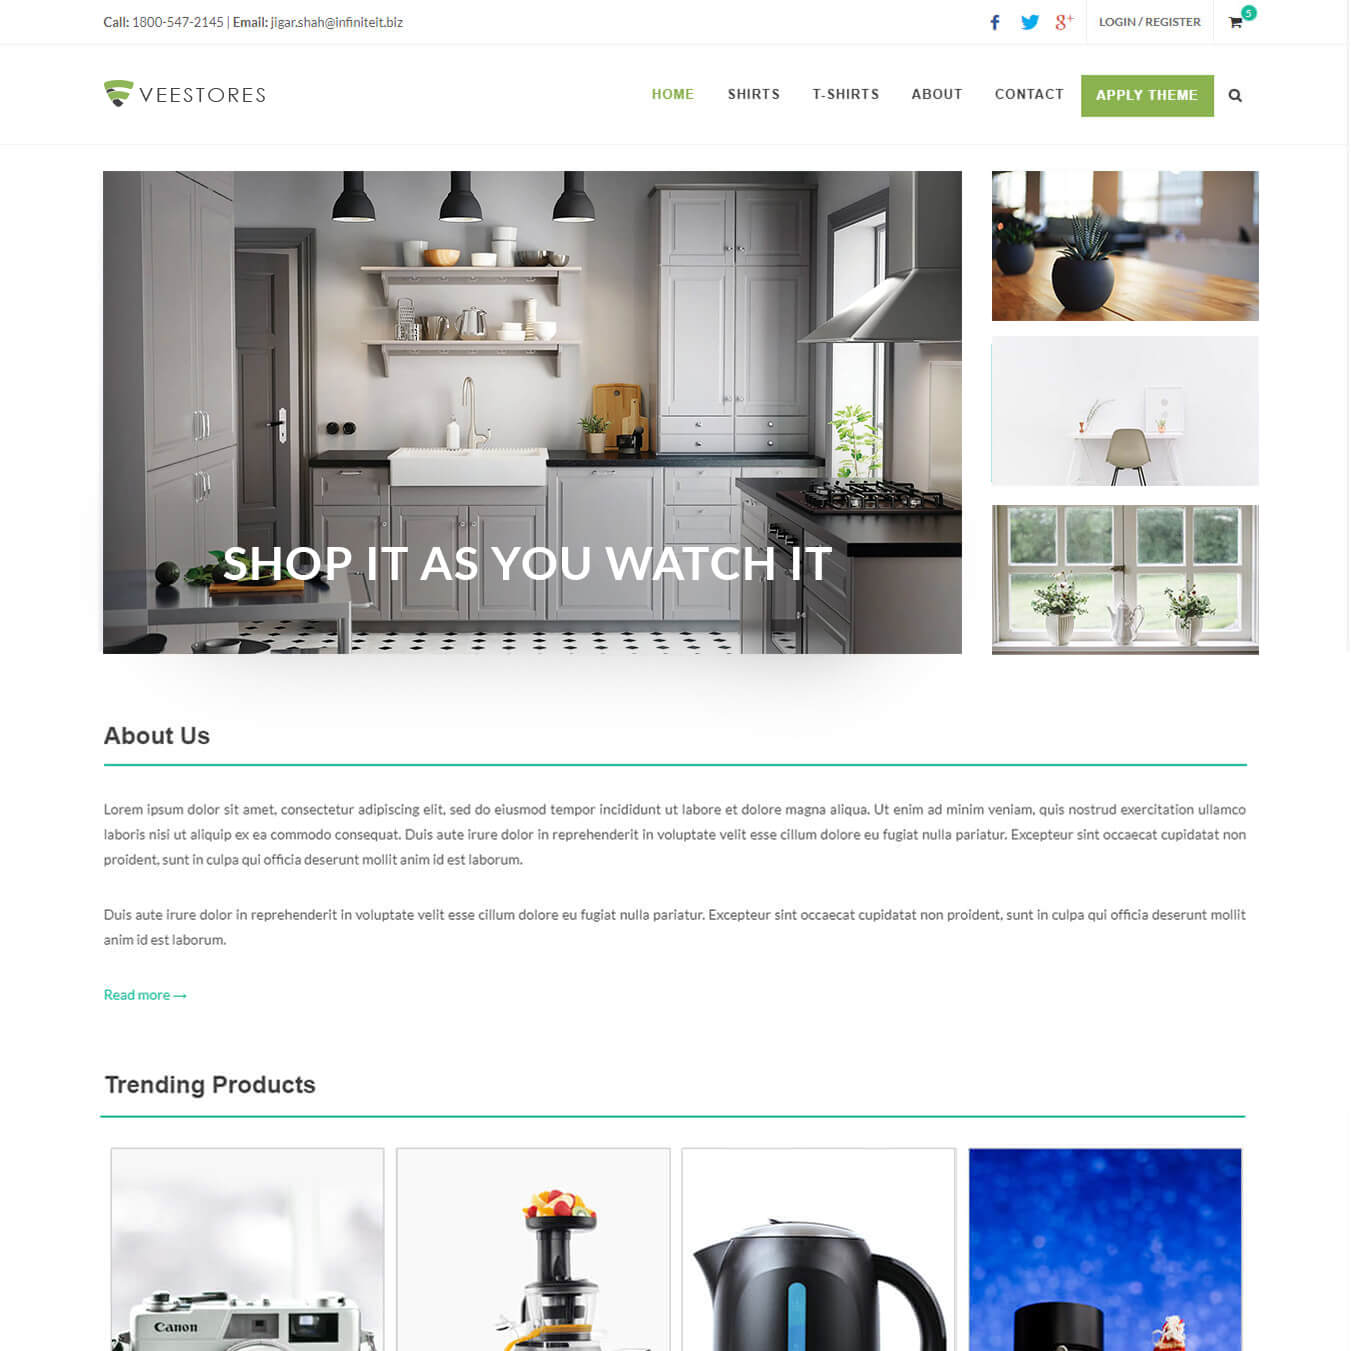 Call: 1800-547-2145 | Email: jigar.shah@infiniteit.biz
LOGIN / REGISTER
5
VEESTORES
HOME
SHIRTS
T-SHIRTS
ABOUT
CONTACT
APPLY THEME
SHOP IT AS YOU WATCH IT
About Us
Lorem ipsum dolor sit amet, consectetur adipiscing elit, sed do eiusmod tempor incididunt ut labore et dolore magna aliqua. Ut enim ad minim veniam, quis nostrud exercitation ullamco
laboris nisi ut aliquip ex ea commodo consequat. Duis aute irure dolor in reprehenderit in voluptate velit esse cillum dolore eu fugiat nulla pariatur. Excepteur sint occaecat cupidatat non
proident, sunt in culpa qui officia deserunt mollit anim id est laborum.
Duis aute irure dolor in reprehenderit in voluptate velit esse cillum dolore eu fugiat nulla pariatur. Excepteur sint occaecat cupidatat non proident, sunt in culpa qui officia deserunt mollit
anim id est laborum.
Read more →
Trending Products
Canon